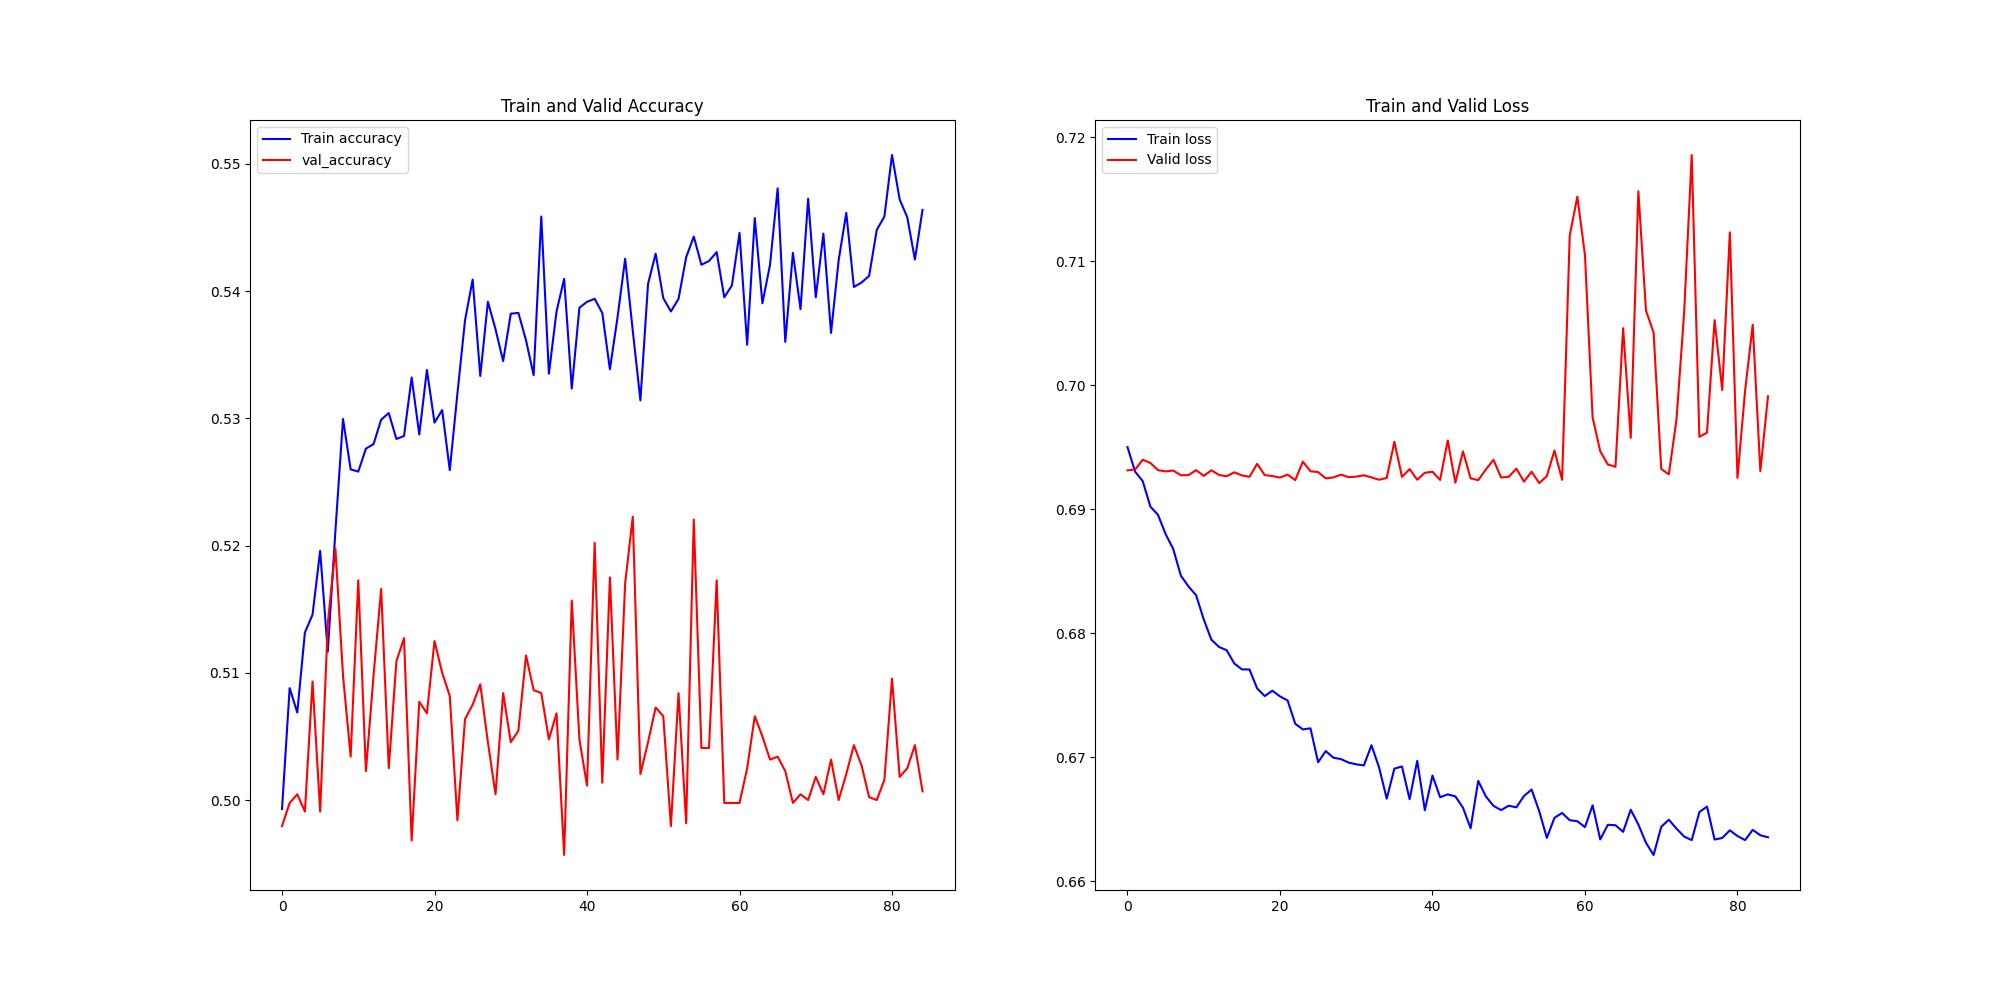 Train and Valid Accuracy
Train accuracy
val_accuracy
0.55
0.54
0.53
0.52
0.51
0.50
0 20 40 60 80
Train and Valid Loss
Train loss
Valid loss
0.72
0.71
0.70
0.69
0.68
0.67
0.66
0 20 40 60 80